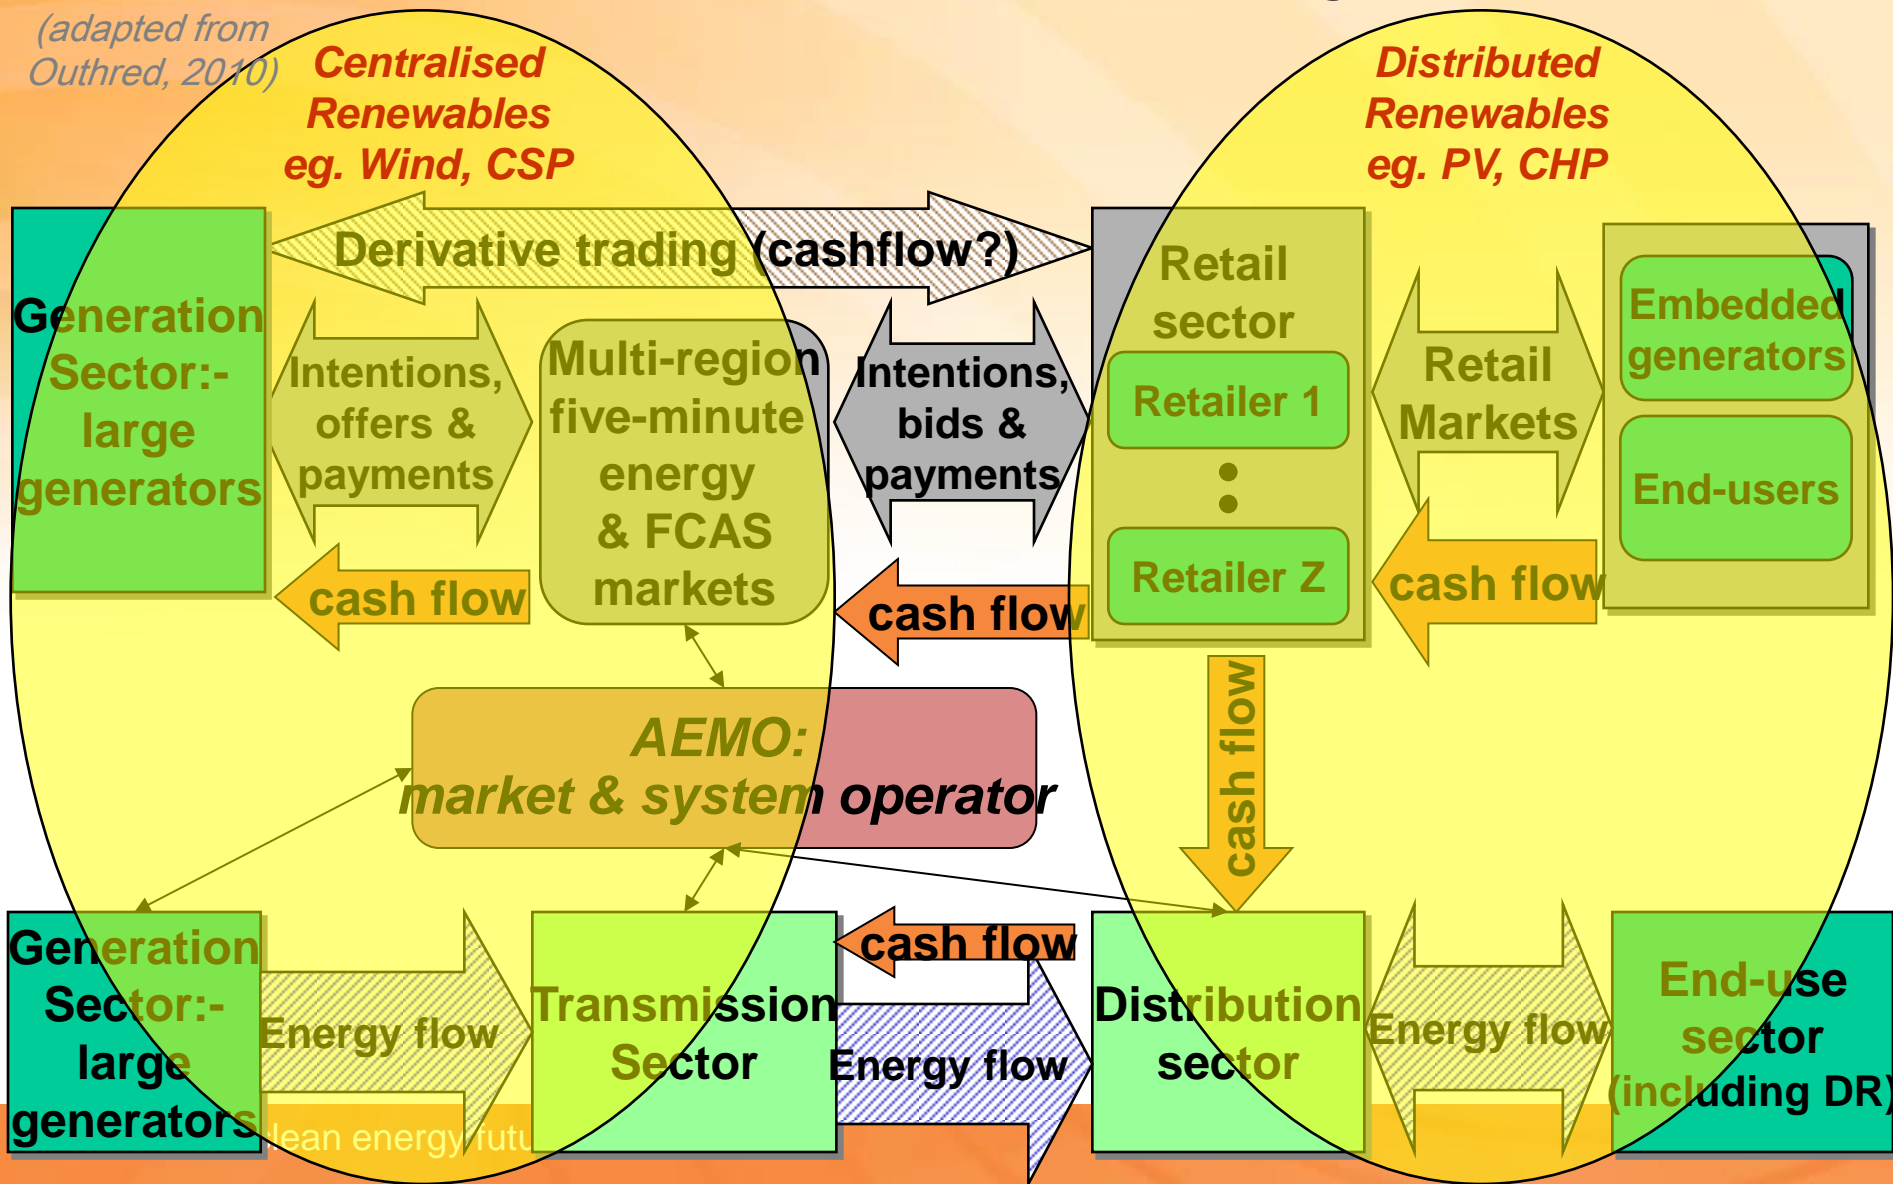 (adapted from
Outhred, 2010)
Centralised
Renewables
eg. Wind, CSP
Distributed
Renewables
eg. PV, CHP
Derivative trading (cashflow?)
Generation
Sector:-
large
generators
Intentions,
offers &
payments
Multi-region
five-minute
energy
& FCAS
markets
Intentions,
bids &
payments
Retail
sector
Retailer 1
Retailer Z
Retail
Markets
Embedded
generators
End-users
cash flow
cash flow
cash flow
cash flow
AEMO:
market & system operator
Generation
Sector:-
large
generators
Energy flow
Transmission
Sector
cash flow
Energy flow
Distribution
sector
Energy flow
End-use
sector
(including DR)
energy